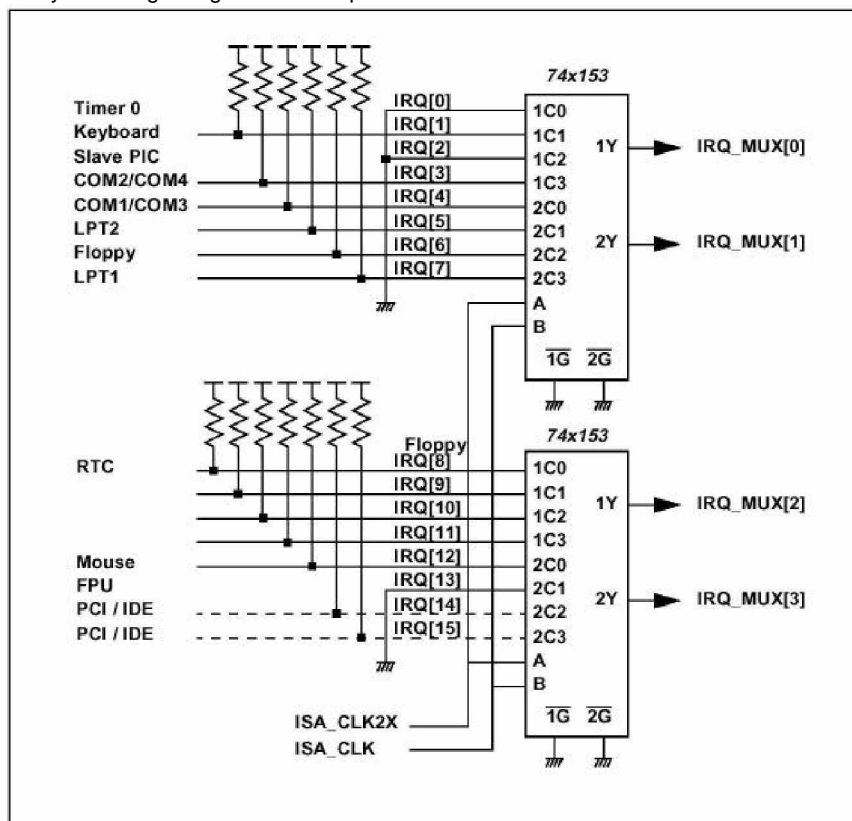 74x153
Timer 0
Keyboard
Slave PIC
COM2/COM4
COM1/COM3
LPT2
Floppy
LPT1
IRQ[0]
IRQ[1]
IRQ[2]
IRQ[3]
IRQ[4]
IRQ[5]
IRQ[6]
IRQ[7]
1C0
1C1
1C2
1C3
2C0
2C1
2C2
2C3
A
B
1Y
2Y
1G 2G
IRQ_MUX[0]
IRQ_MUX[1]
74x153
RTC
Mouse
FPU
PCI / IDE
PCI / IDE
Floppy
IRQ[8]
IRQ[9]
IRQ[10]
IRQ[11]
IRQ[12]
IRQ[13]
IRQ[14]
IRQ[15]
1C0
1C1
1C2
1C3
2C0
2C1
2C2
2C3
A
B
1Y
2Y
1G 2G
IRQ_MUX[2]
IRQ_MUX[3]
ISA_CLK2X
ISA_CLK